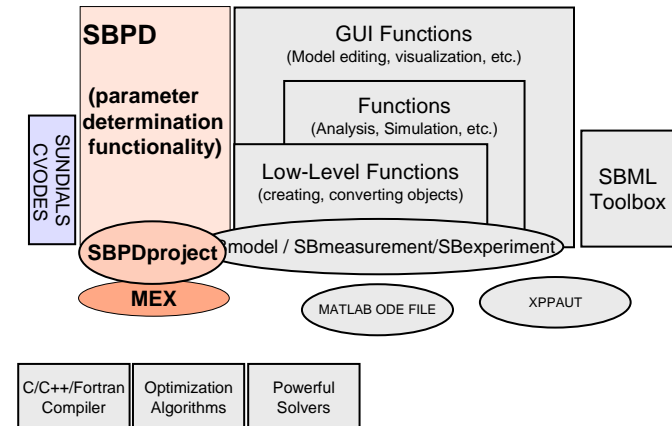 SBPD
(parameter
determination
functionality)
GUI Functions
(Model editing, visualization, etc.)
Functions
(Analysis, Simulation, etc.)
Low-Level Functions
(creating, converting objects)
SUNDIALS
CVODES
SBML
Toolbox
SBPDproject
model / SBmeasurement/SBexperiment
MEX
MATLAB ODE FILE
XPPAUT
C/C++/Fortran
Compiler
Optimization
Algorithms
Powerful
Solvers